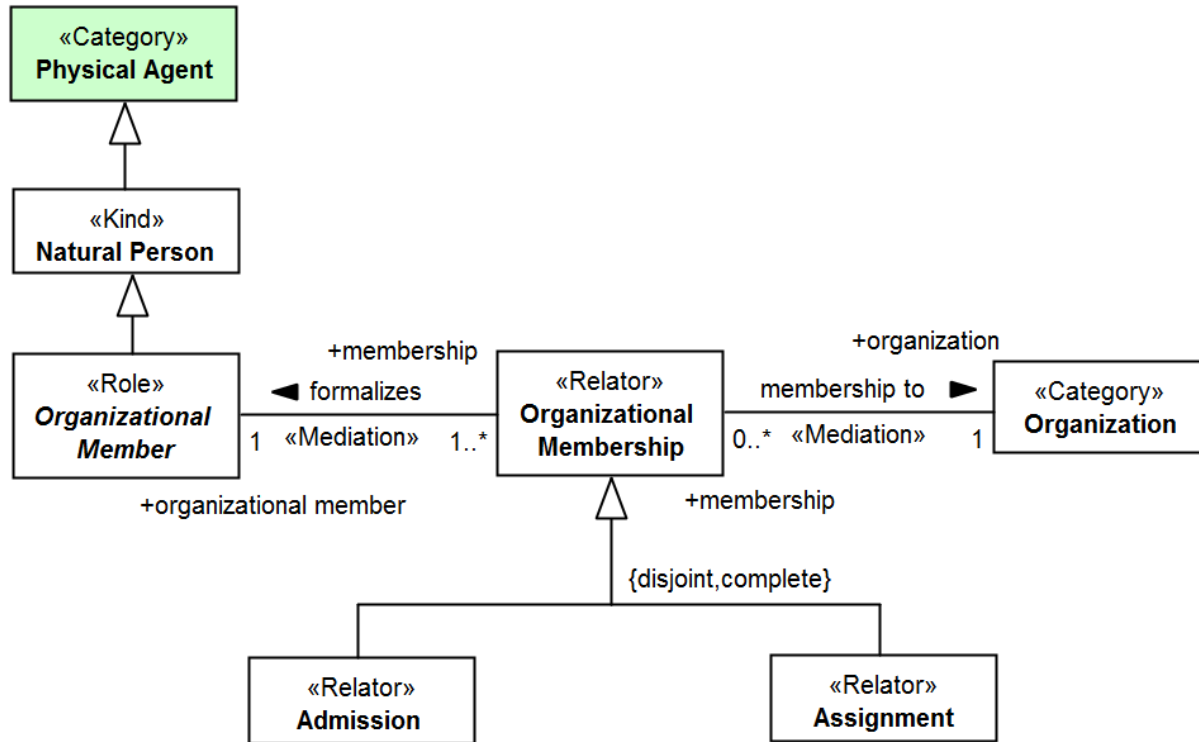 «Category»
Physical Agent
«Kind»
Natural Person
«Role»
Organizational
Member
+membership
formalizes
«Mediation»
1
1..*
+organizational member
«Relator»
Organizational
Membership
+organization
membership to
0..*
«Mediation»
1
«Category»
Organization
+membership
{disjoint,complete}
«Relator»
Admission
«Relator»
Assignment